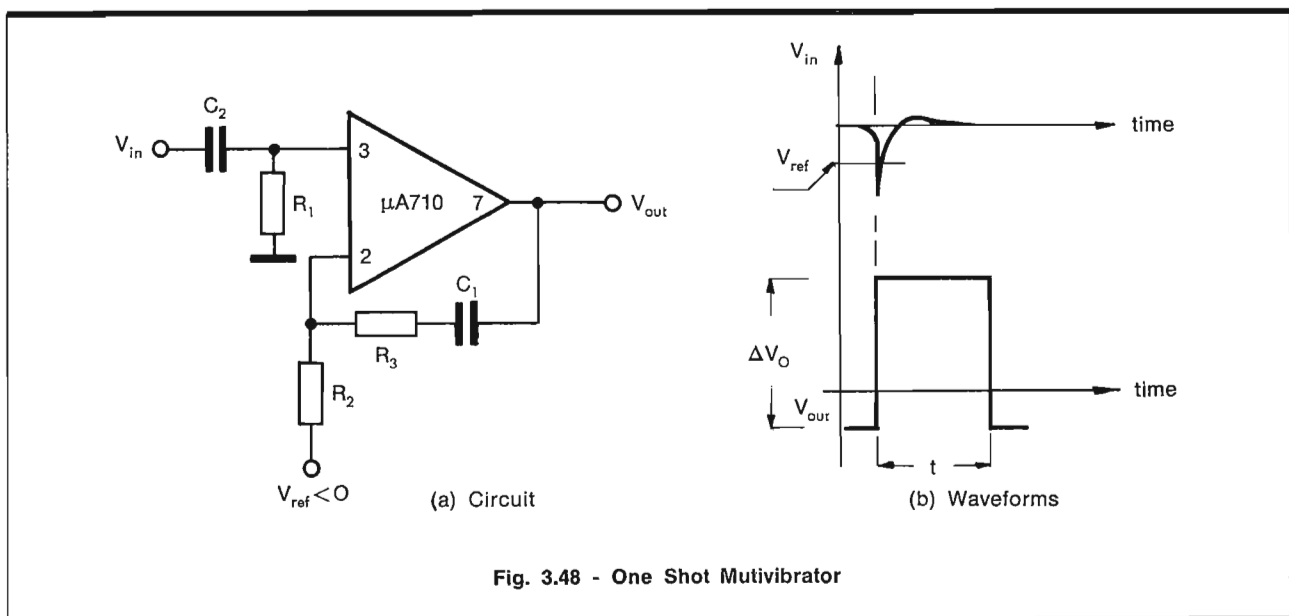 C2
Vin
3
R1
μA710
7
Vout
2
C1
R3
R2
Vref<O
(a) Circuit
Vin
time
Vref
ΔVO
time
Vout
t
(b) Waveforms
Fig. 3.48 - One Shot Mutivibrator